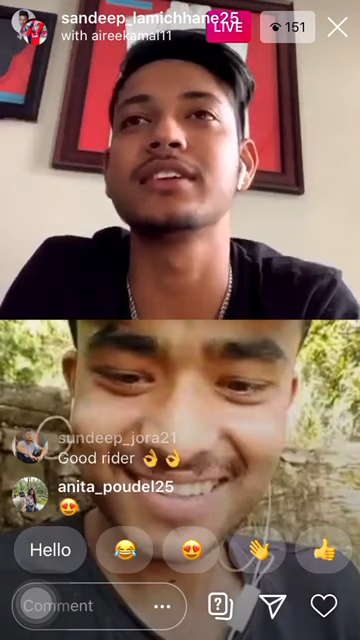 sandeep_lamichhane25
with aireekamal11
LIVE
151
sundeep_jora21
Good rider 👌👌
anita_poudel25
😍
Hello 😂 😍 👋 👍
Comment